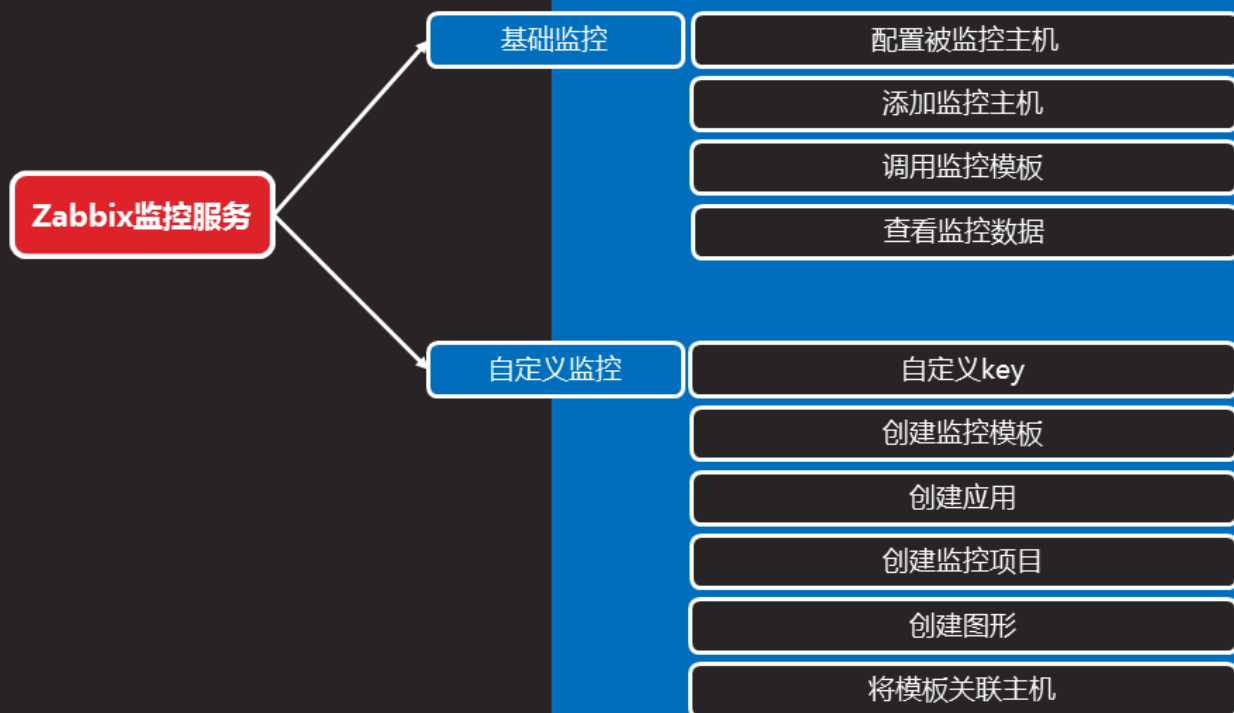 Zabbix监控服务
基础监控
配置被监控主机
添加监控主机
调用监控模板
查看监控数据
自定义监控
自定义key
创建监控模板
创建应用
创建监控项目
创建图形
将模板关联主机